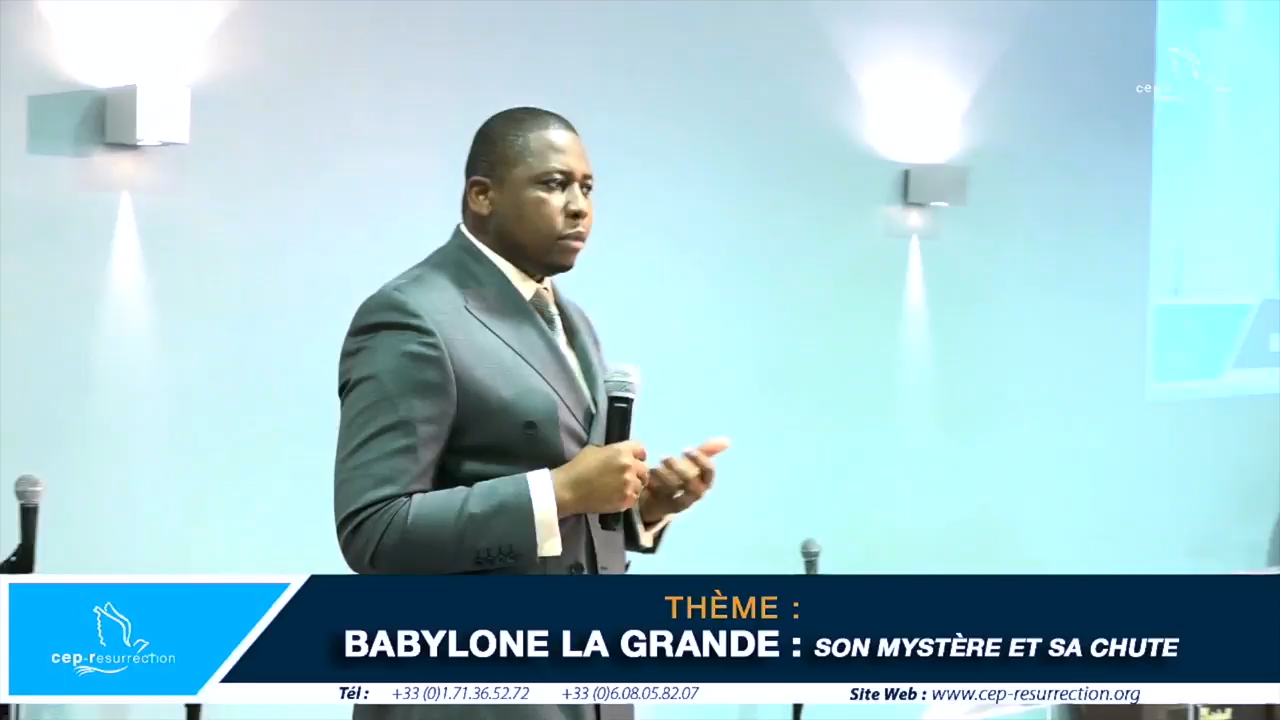 THÈME :
BABYLONE LA GRANDE : SON MYSTÈRE ET SA CHUTE
cep-resurrection
Tél : +33 (0)1.71.36.52.72 +33 (0)6.08.05.82.07 Site Web : www.cep-resurrection.org